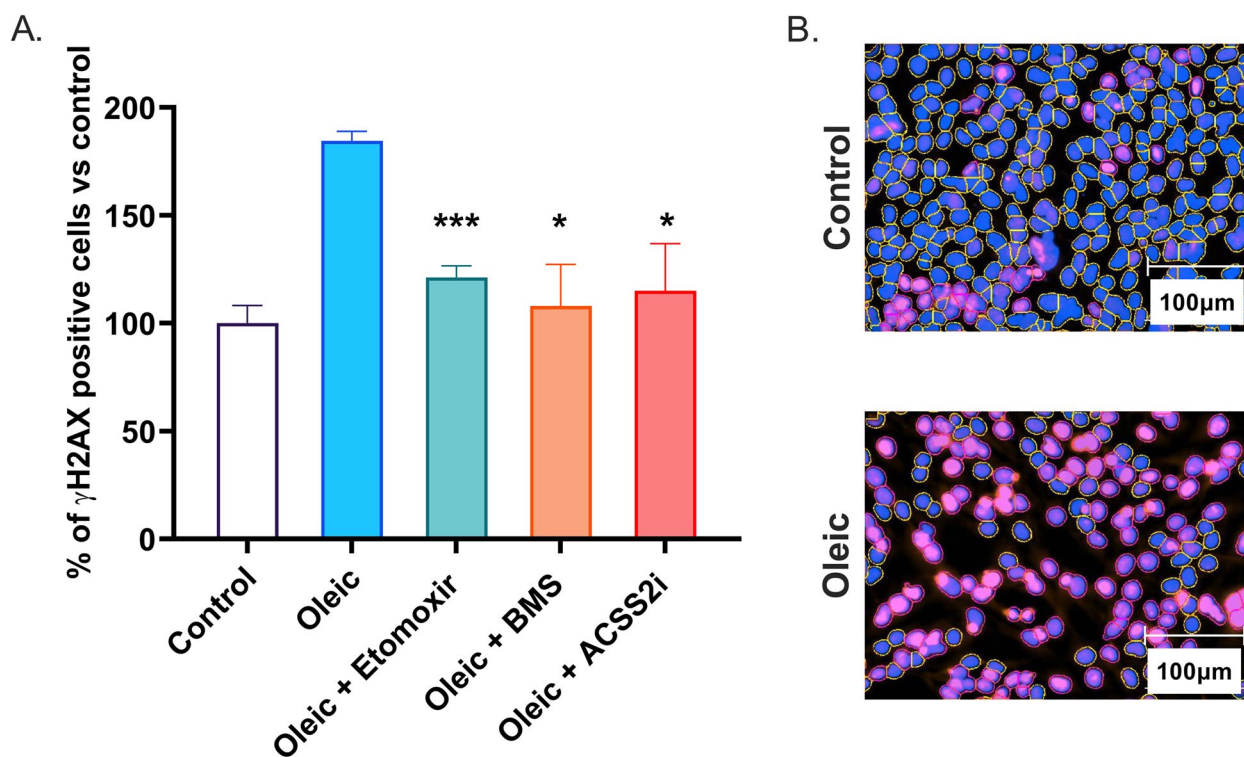 A.
% of γH2AX positive cells vs control
200
150
100
50
0
***
*
*
Control
Oleic
Oleic + Etomoxir
Oleic + BMS
Oleic + ACSS2i
B.
Control
100µm
Oleic
100µm